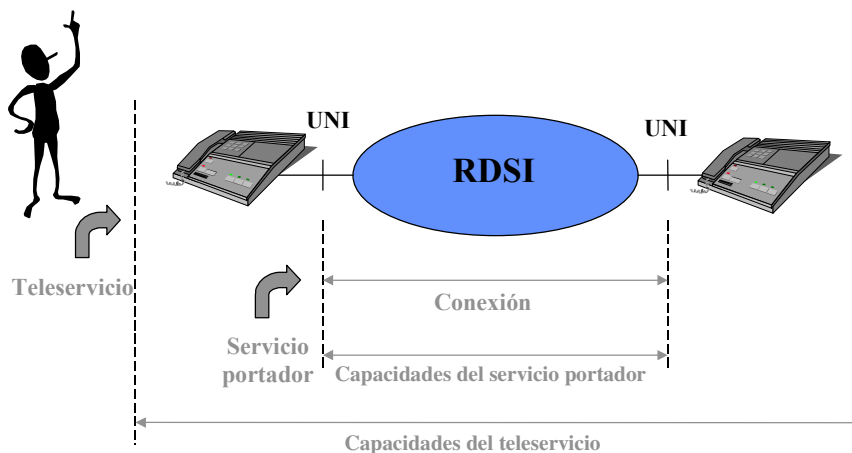 UNI
UNI
RDSI
Teleservicio
Conexión
Servicio
portador
Capacidades del servicio portador
Capacidades del teleservicio